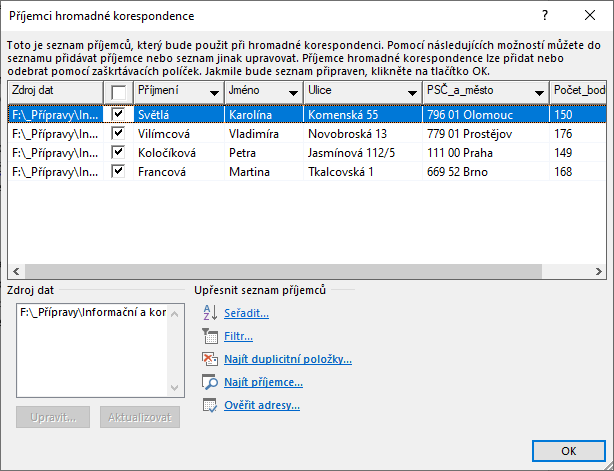 Příjemci hromadné korespondence
Toto je seznam příjemců, který bude použit při hromadné korespondenci. Pomocí následujících možností můžete do
seznamu přidávat příjemce nebo seznam jinak upravovat. Příjemce hromadné korespondence lze přidat nebo
odebrat pomocí zaškrtávacích políček. Jakmile bude seznam připraven, klikněte na tlačítko OK.
Zdroj dat Příjmení Jméno Ulice PSČ_a_město Počet_bod
F:\_Přípravy\In... Světlá Karolína Komenská 55 796 01 Olomouc 150
F:\_Přípravy\In... Vilímcová Vladimíra Novobroská 13 779 01 Prostějov 176
F:\_Přípravy\In... Koločíková Petra Jasmínová 112/5 111 00 Praha 149
F:\_Přípravy\In... Francová Martina Tkalcovská 1 669 52 Brno 168
Zdroj dat
F:\_Přípravy\Informační a kor
Upravit...
Aktualizovat
Upřesnit seznam příjemců
Seřadit...
Filtr...
Najít duplicitní položky...
Najít příjemce...
Ověřit adresy...
OK